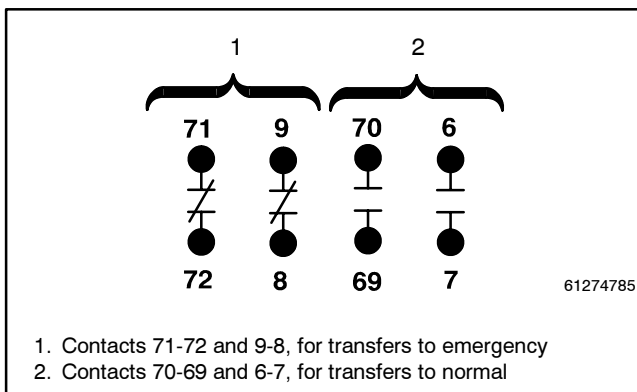 1 2
71 9 70 6
72 8 69 7
61274785
1. Contacts 71-72 and 9-8, for transfers to emergency
2. Contacts 70-69 and 6-7, for transfers to normal